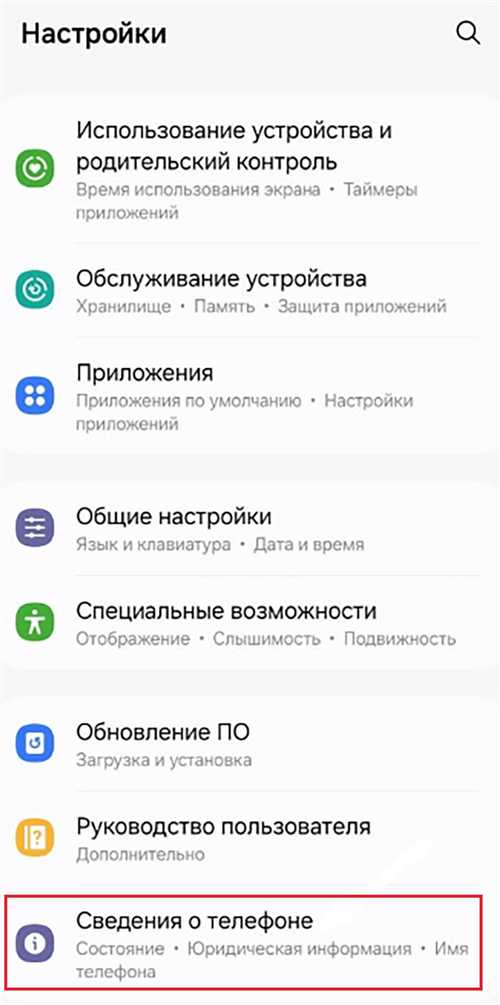 Настройки
Использование устройства и
родительский контроль
Время использования экрана • Таймеры
приложений
Обслуживание устройства
Хранилище • Память • Защита приложений
Приложения
Приложения по умолчанию • Настройки
приложений
Общие настройки
Язык и клавиатура • Дата и время
Специальные возможности
Отображение • Слышимость • Подвижность
Обновление ПО
Загрузка и установка
Руководство пользователя
Дополнительно
Сведения о телефоне
Состояние • Юридическая информация • Имя
телефона